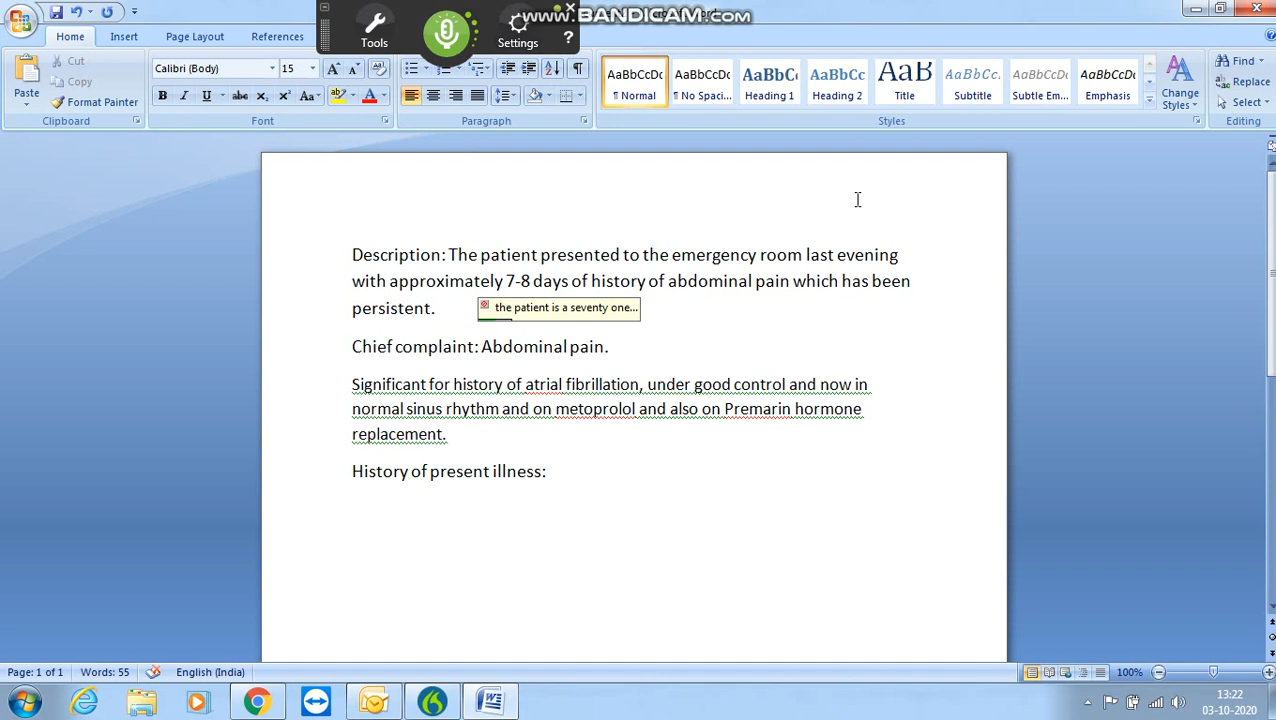 www.BANDICAM.com
Home Insert Page Layout References
Tools Settings ?
Paste
Cut
Copy
Format Painter
Clipboard
Calibri (Body) 15
B I U abc x₂ x² Aa
Font
Paragraph
AaBbCcDc AaBbCcDc AaBbC AaBbCc AaB AaBbCc. AaBbCcDc AaBbCcDc
¶ Normal ¶ No Spaci... Heading 1 Heading 2 Title Subtitle Subtle Em... Emphasis
Styles
Change
Styles
Find
Replace
Select
Editing
Description: The patient presented to the emergency room last evening
with approximately 7-8 days of history of abdominal pain which has been
persistent.
the patient is a seventy one...
Chief complaint: Abdominal pain.
Significant for history of atrial fibrillation, under good control and now in
normal sinus rhythm and on metoprolol and also on Premarin hormone
replacement.
History of present illness:
Page: 1 of 1 Words: 55 English (India) 100%
13:22
03-10-2020